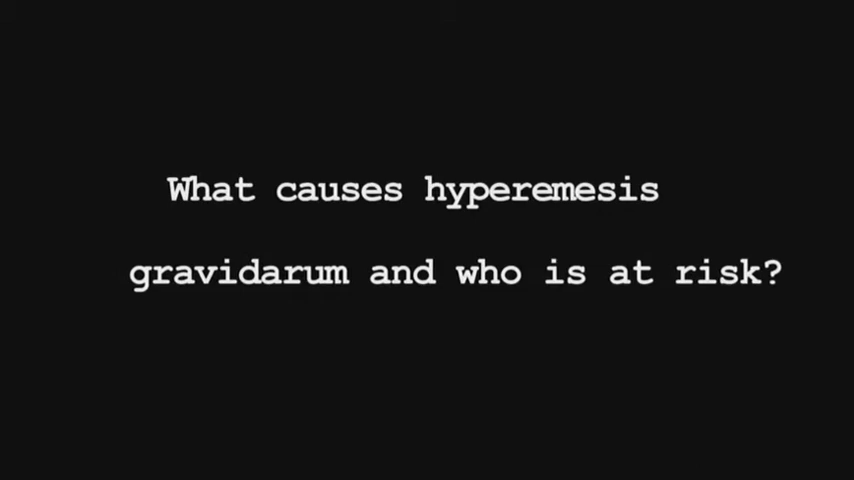 What causes hyperemesis
gravidarum and who is at risk?